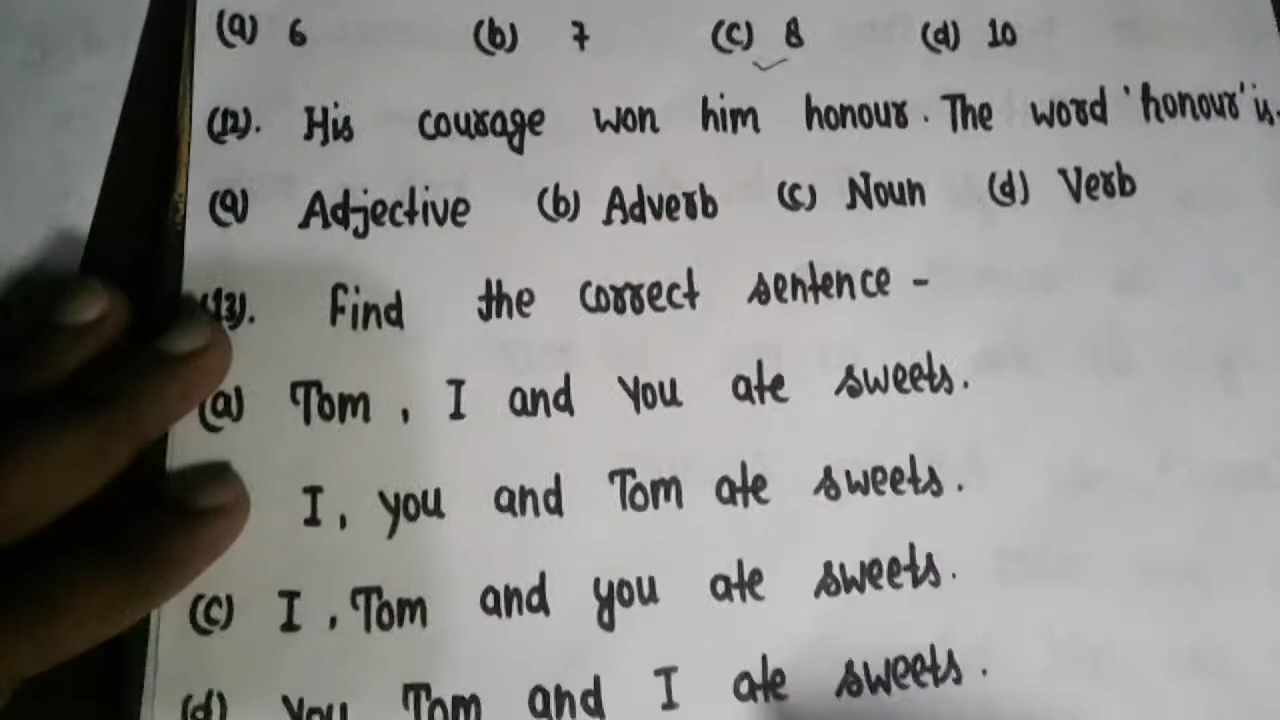 (a) 6 (b) 7 (c) 8 (d) 10
(12). His courage won him honour. The word 'honour' is.
(a) Adjective (b) Adverb (c) Noun (d) Verb
(13). Find the correct sentence -
(a) Tom, I and you ate sweets.
I, you and Tom ate sweets.
(c) I, Tom and you ate sweets.
(d) You Tom and I ate sweets.